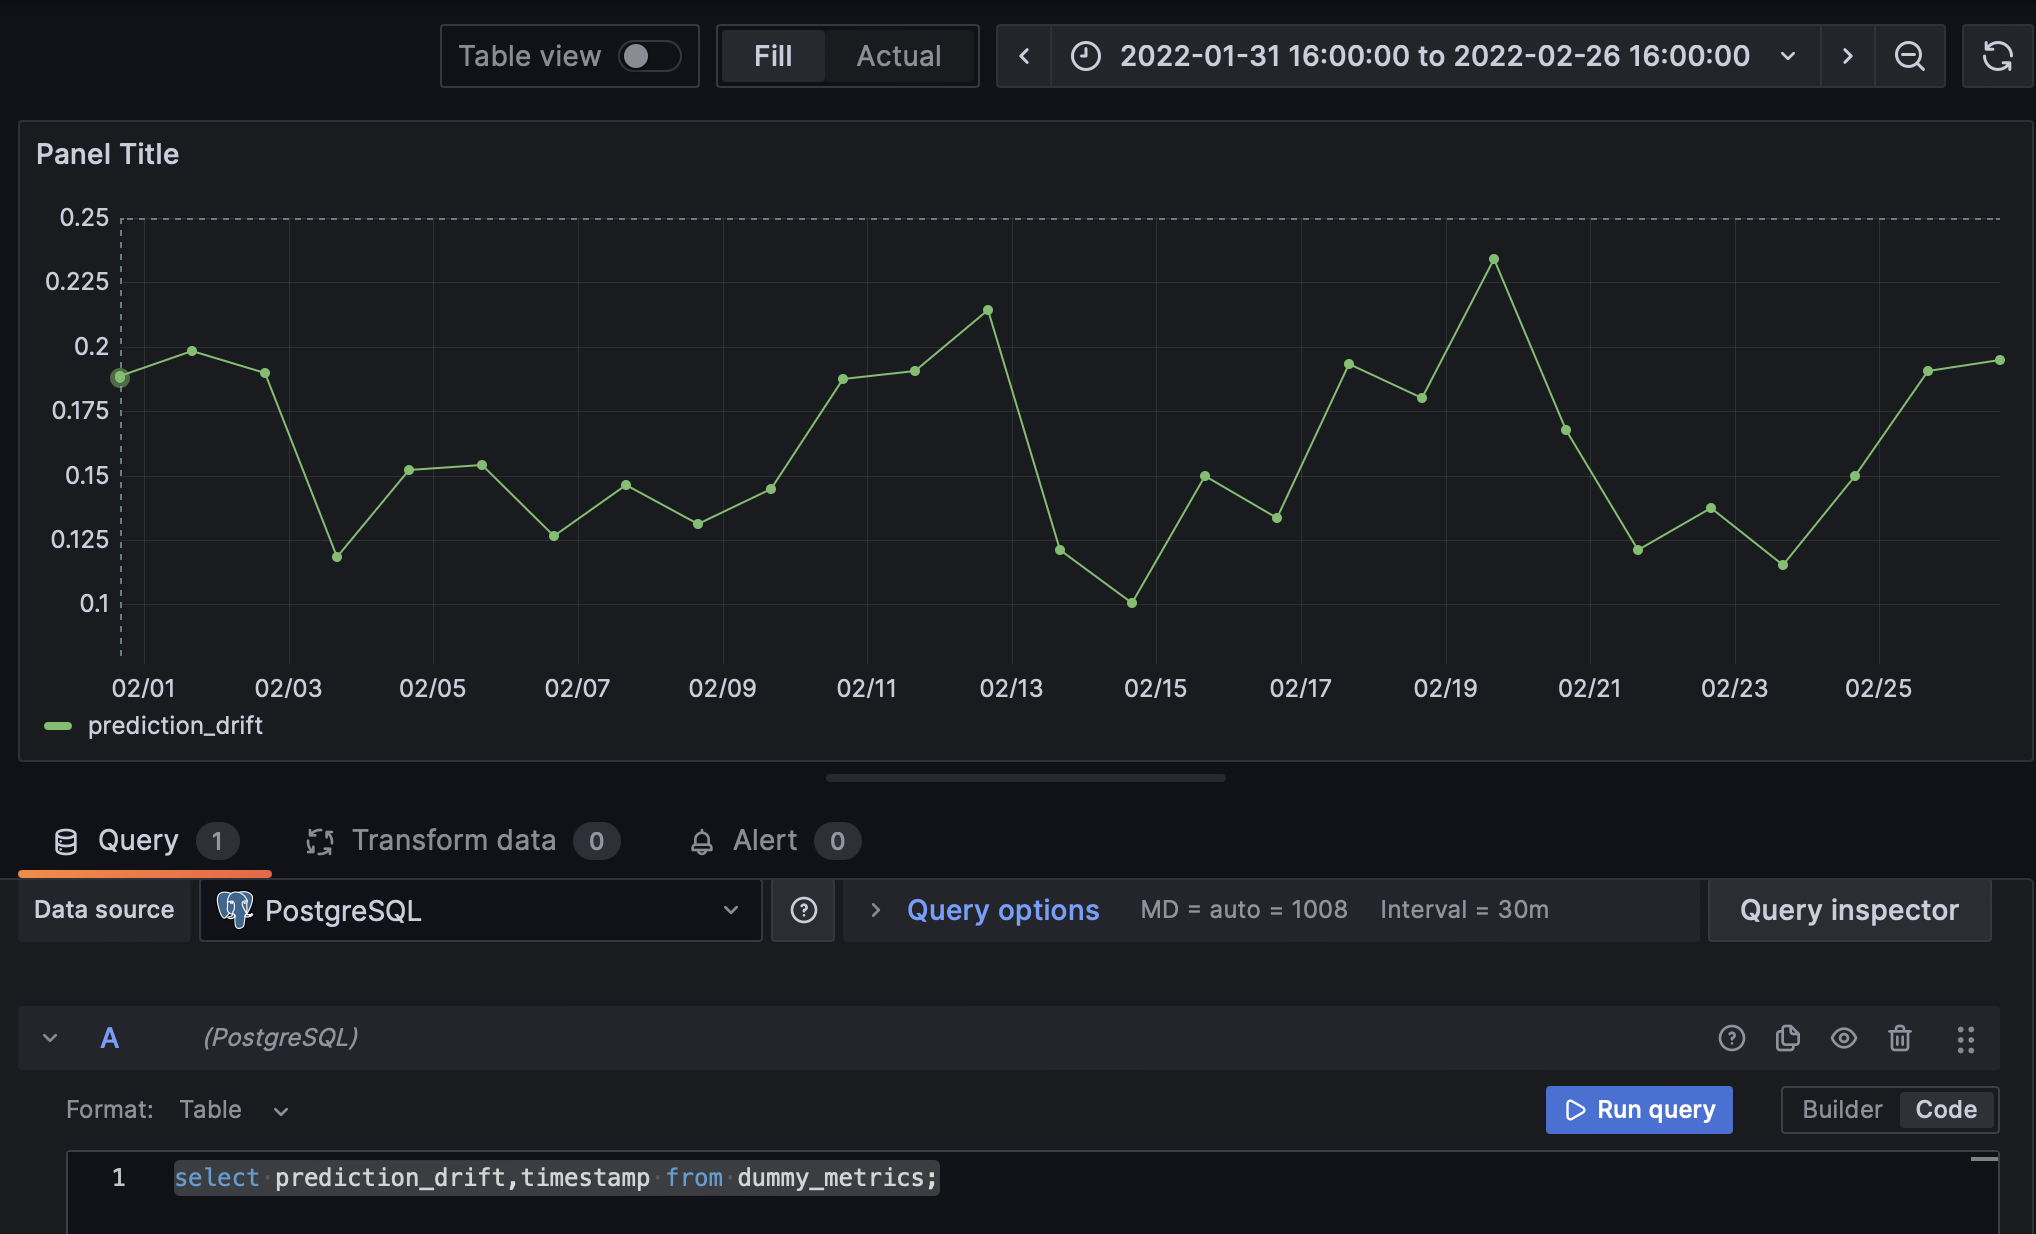 Table view Fill Actual 2022-01-31 16:00:00 to 2022-02-26 16:00:00
Panel Title
0.25
0.225
0.2
0.175
0.15
0.125
0.1
02/01 02/03 02/05 02/07 02/09 02/11 02/13 02/15 02/17 02/19 02/21 02/23 02/25
prediction_drift
Query 1 Transform data 0 Alert 0
Data source PostgreSQL Query options MD = auto = 1008 Interval = 30m Query inspector
A (PostgreSQL)
Format: Table Run query Builder Code
1 select prediction_drift,timestamp from dummy_metrics;